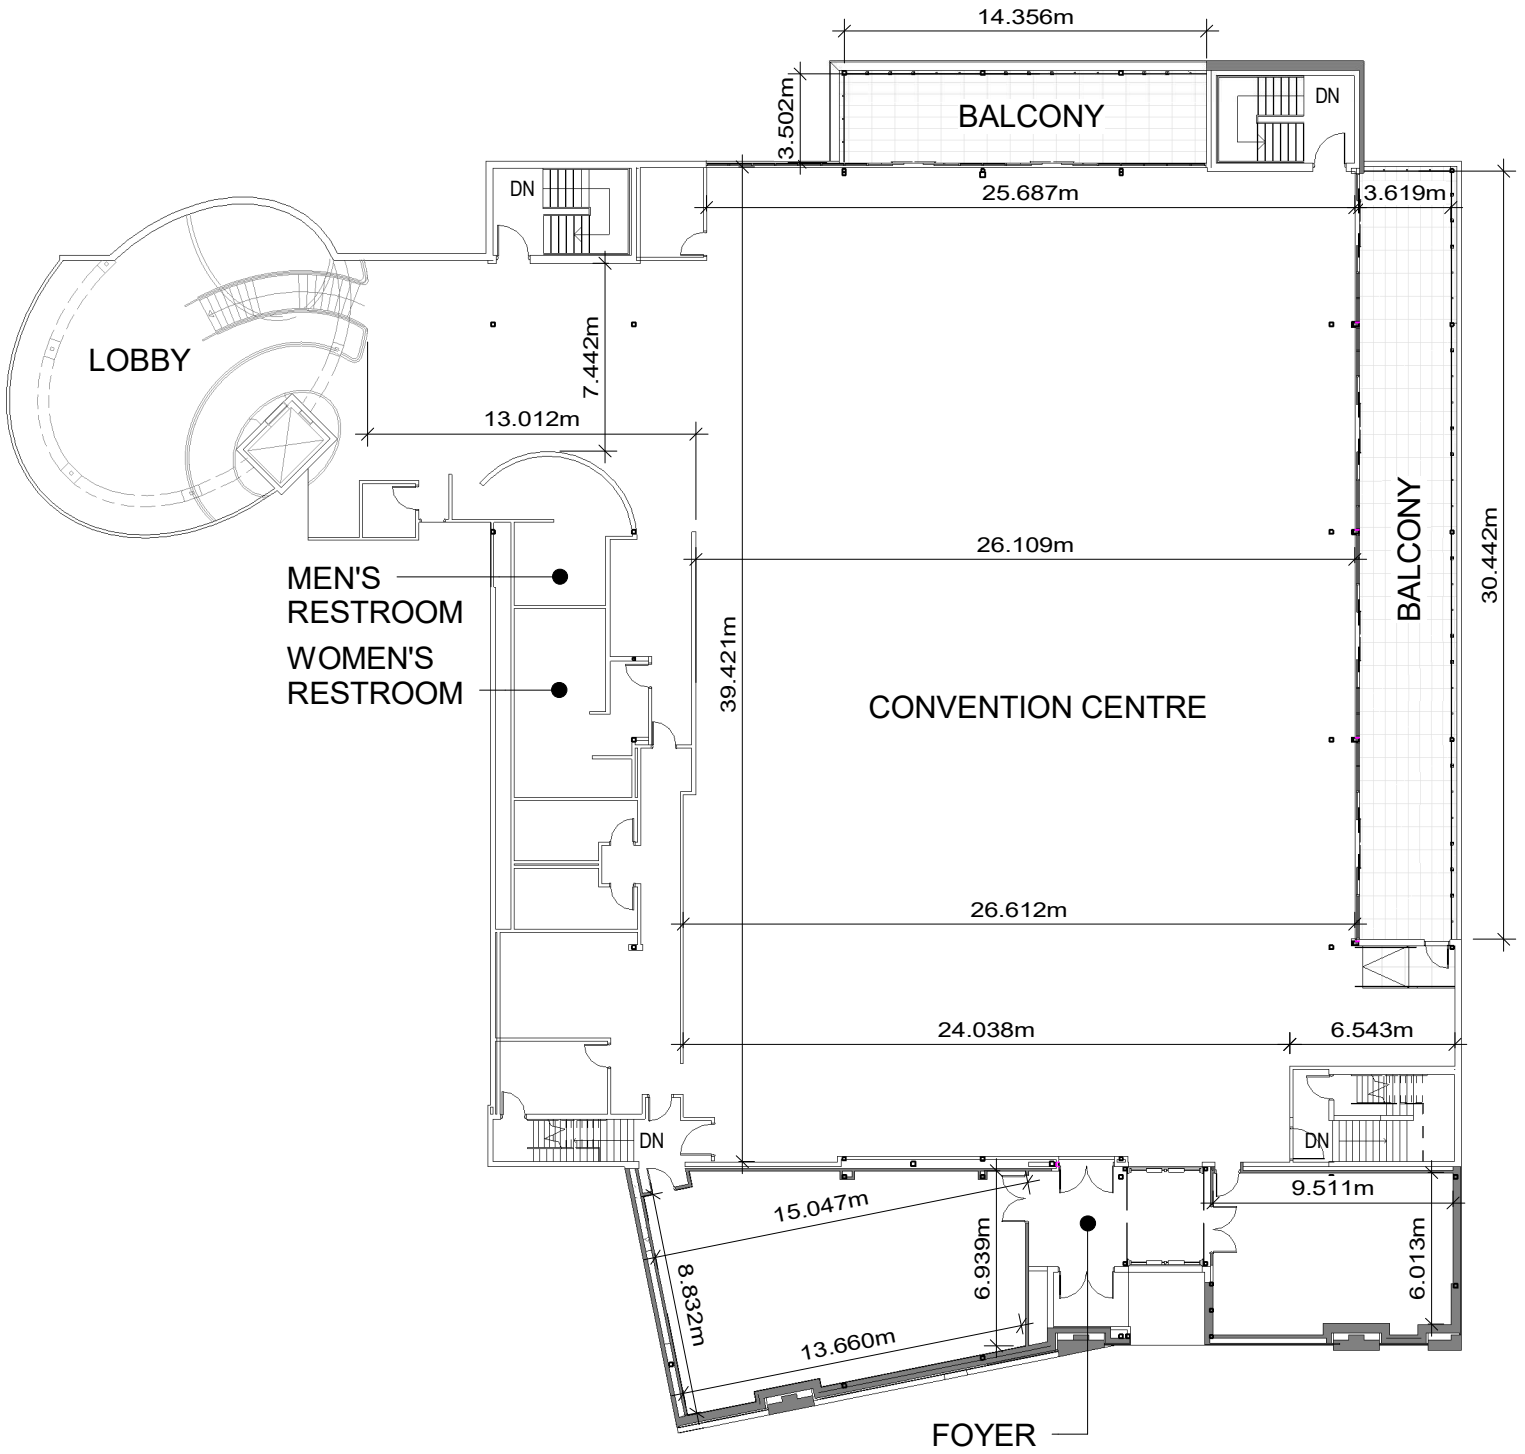 14.356m
3.502m
BALCONY
DN
DN
25.687m
3.619m
LOBBY
7.442m
13.012m
BALCONY
30.442m
26.109m
MEN'S
RESTROOM
WOMEN'S
RESTROOM
39.421m
CONVENTION CENTRE
26.612m
24.038m
6.543m
DN
DN
15.047m
9.511m
6.939m
6.013m
8.832m
13.660m
FOYER